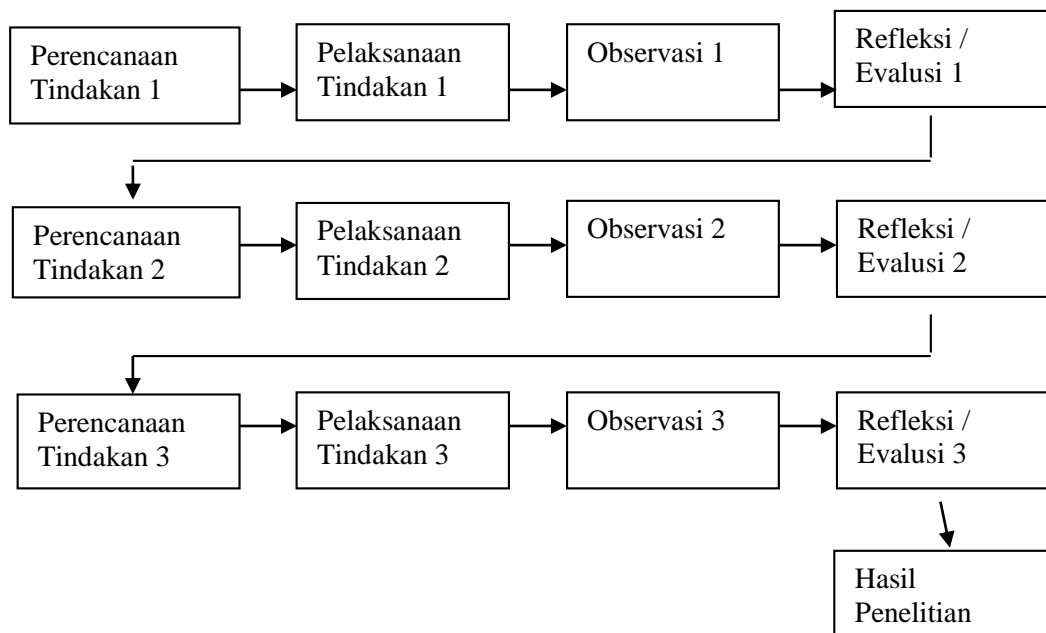 Perencanaan
Tindakan 1
Pelaksanaan
Tindakan 1
Observasi 1
Refleksi /
Evalusi 1
Perencanaan
Tindakan 2
Pelaksanaan
Tindakan 2
Observasi 2
Refleksi /
Evalusi 2
Perencanaan
Tindakan 3
Pelaksanaan
Tindakan 3
Observasi 3
Refleksi /
Evalusi 3
Hasil
Penelitian